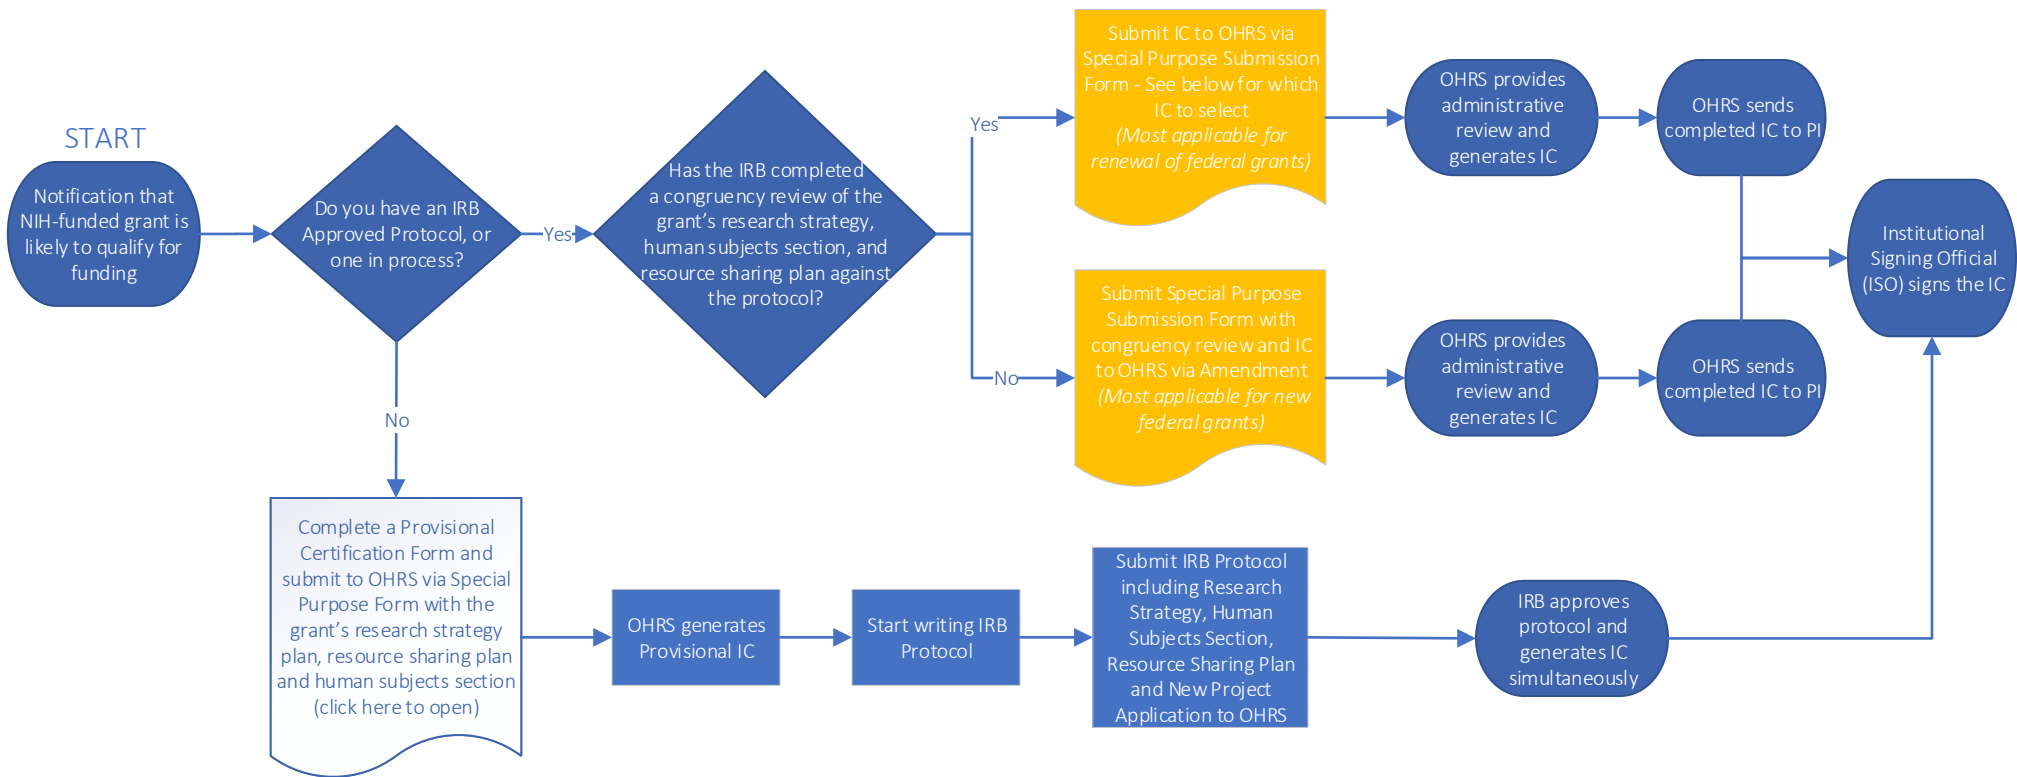 START
Notification that
NIH-funded grant is
likely to qualify for
funding
Do you have an IRB
Approved Protocol, or
one in process?
Yes
No
Has the IRB completed
a congruency review of the
grant’s research strategy,
human subjects section, and
resource sharing plan against
the protocol?
Yes
No
Submit IC to OHRS via
Special Purpose Submission
Form - See below for which
IC to select
(Most applicable for
renewal of federal grants)
OHRS provides
administrative
review and
generates IC
OHRS sends
completed IC to PI
Submit Special Purpose
Submission Form with
congruency review and IC
to OHRS via Amendment
(Most applicable for new
federal grants)
OHRS provides
administrative
review and
generates IC
OHRS sends
completed IC to PI
Institutional
Signing Official
(ISO) signs the IC
Complete a Provisional
Certification Form and
submit to OHRS via Special
Purpose Form with the
grant’s research strategy
plan, resource sharing plan
and human subjects section
(click here to open)
OHRS generates
Provisional IC
Start writing IRB
Protocol
Submit IRB Protocol
including Research
Strategy, Human
Subjects Section,
Resource Sharing Plan
and New Project
Application to OHRS
IRB approves
protocol and
generates IC
simultaneously